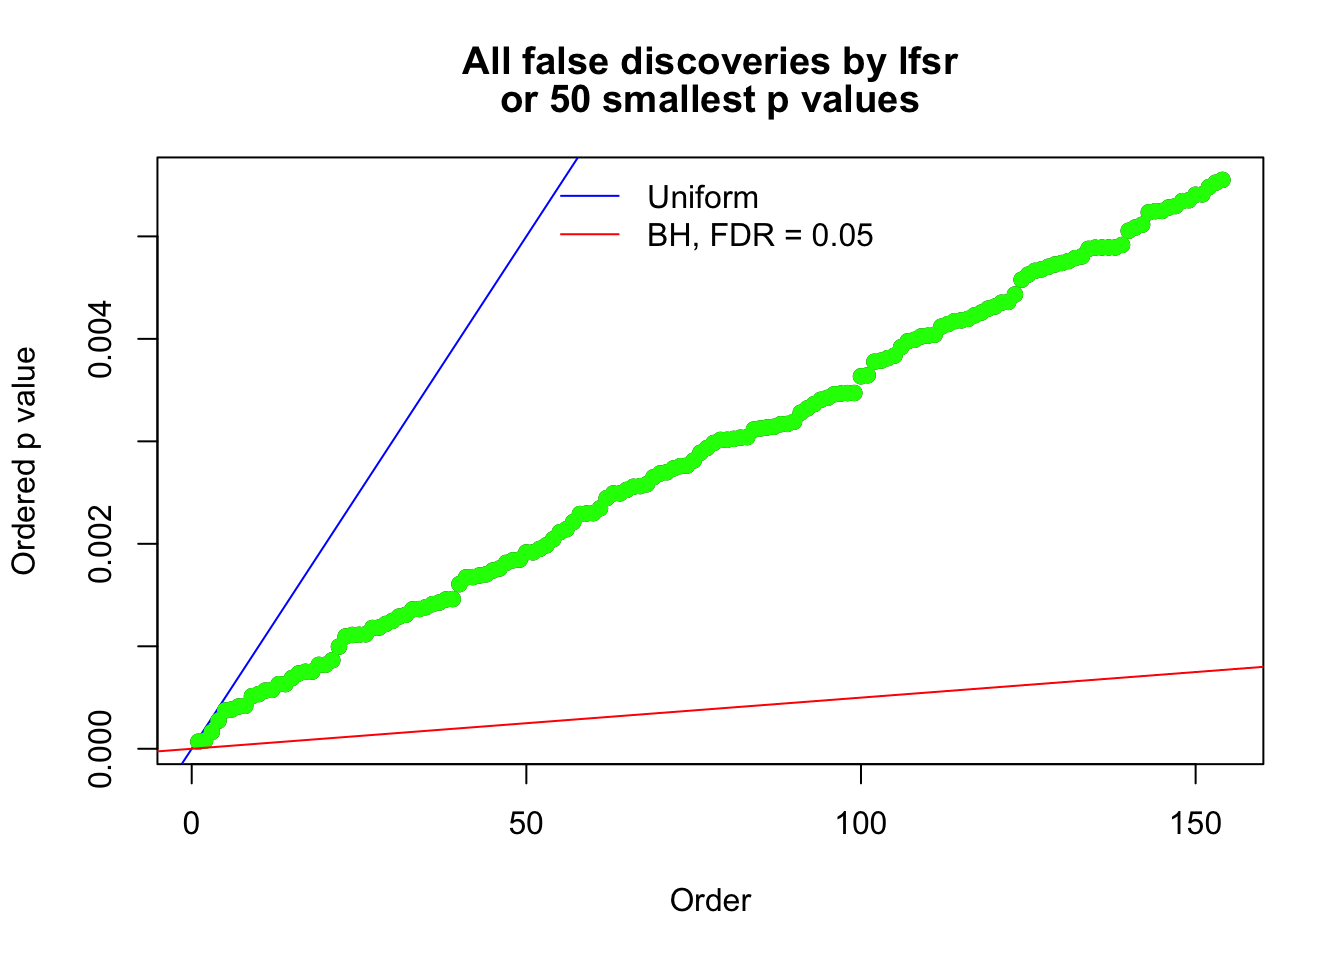 All false discoveries by lfsr
or 50 smallest p values
Uniform
BH, FDR = 0.05
Ordered p value
0.004
0.002
0.000
0
50
100
150
Order